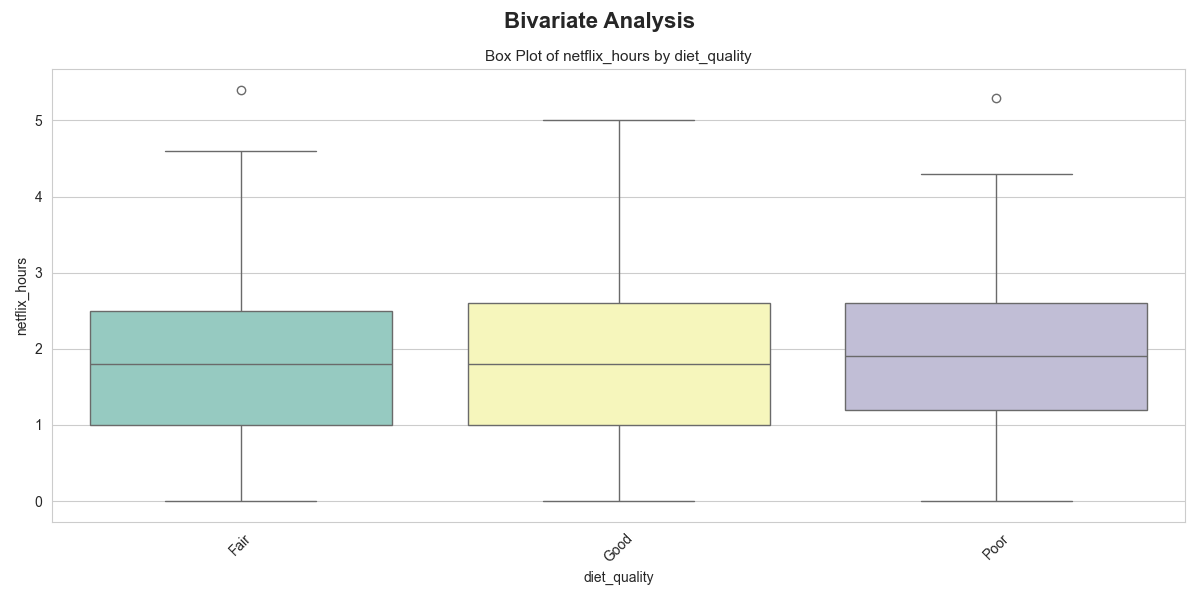 Bivariate Analysis
Box Plot of netflix_hours by diet_quality
netflix_hours
5
4
3
2
1
0
Fair
Good
Poor
diet_quality